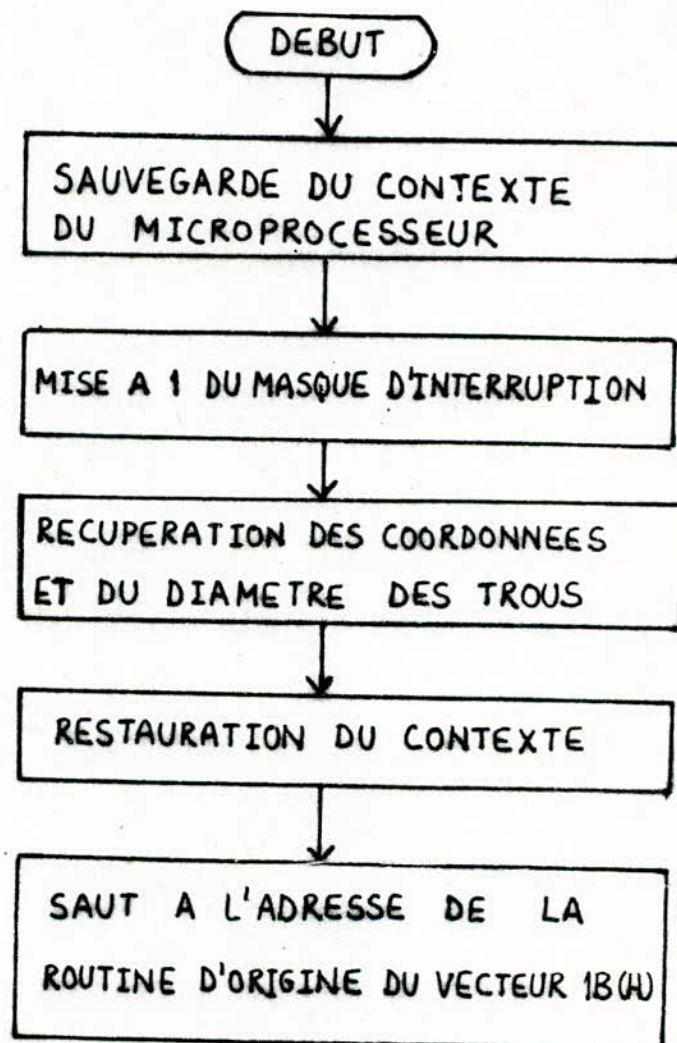 DEBUT
SAUVEGARDE DU CONTEXTE
DU MICROPROCESSEUR
MISE A 1 DU MASQUE D'INTERRUPTION
RECUPERATION DES COORDONNEES
ET DU DIAMETRE DES TROUS
RESTAURATION DU CONTEXTE
SAUT A L'ADRESSE DE LA
ROUTINE D'ORIGINE DU VECTEUR 1B(H)